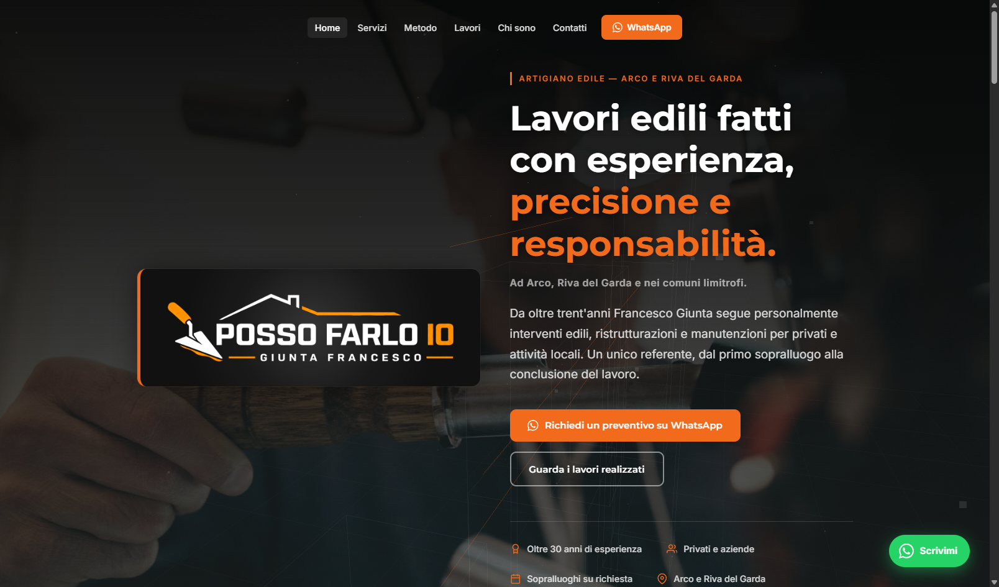 Home
Servizi
Metodo
Lavori
Chi sono
Contatti
WhatsApp
ARTIGIANO EDILE — ARCO E RIVA DEL GARDA
Lavori edili fatti
con esperienza,
precisione e
responsabilità.
Ad Arco, Riva del Garda e nei comuni limitrofi.
Da oltre trent'anni Francesco Giunta segue personalmente
interventi edili, ristrutturazioni e manutenzioni per privati e
attività locali. Un unico referente, dal primo sopralluogo alla
conclusione del lavoro.
POSSO FARLO IO
GIUNTA FRANCESCO
Richiedi un preventivo su WhatsApp
Guarda i lavori realizzati
Oltre 30 anni di esperienza
Privati e aziende
Sopralluoghi su richiesta
Arco e Riva del Garda
Scrivimi